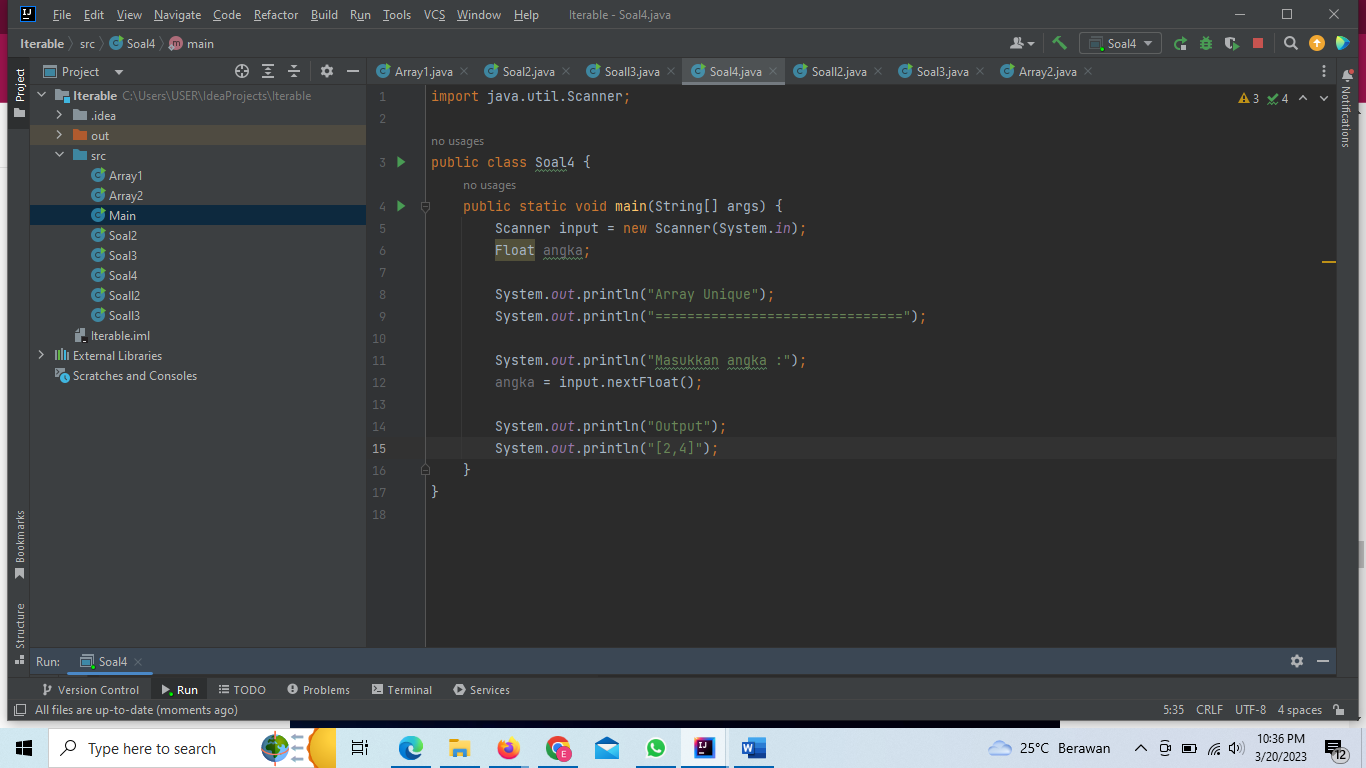 File Edit View Navigate Code Refactor Build Run Tools VCS Window Help Iterable - Soal4.java
Iterable src Soal4 main Soal4
Project Project Array1.java Soal2.java Soall3.java Soal4.java Soall2.java Soal3.java Array2.java Notifications
Iterable C:\Users\USER\IdeaProjects\Iterable
.idea
out
src
Array1
Array2
Main
Soal2
Soal3
Soal4
Soall2
Soall3
Iterable.iml
External Libraries
Scratches and Consoles
3 4
1 import java.util.Scanner;
2
no usages
3 public class Soal4 {
no usages
4 public static void main(String[] args) {
5 Scanner input = new Scanner(System.in);
6 Float angka;
7
8 System.out.println("Array Unique");
9 System.out.println("===============================");
10
11 System.out.println("Masukkan angka :");
12 angka = input.nextFloat();
13
14 System.out.println("Output");
15 System.out.println("[2,4]");
16 }
17 }
18
Bookmarks
Structure
Run: Soal4
Version Control Run TODO Problems Terminal Services
All files are up-to-date (moments ago) 5:35 CRLF UTF-8 4 spaces
Type here to search 25°C Berawan 10:36 PM
3/20/2023 12